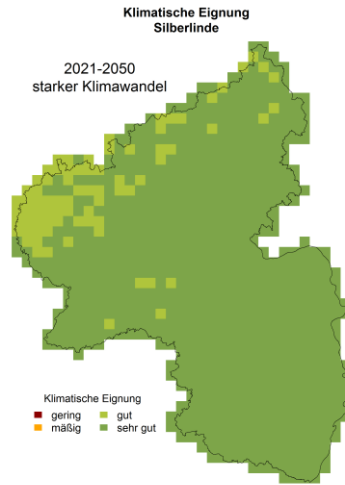 Klimatische Eignung
Silberlinde
2021-2050
starker Klimawandel
Klimatische Eignung
gering gut
mäßig sehr gut